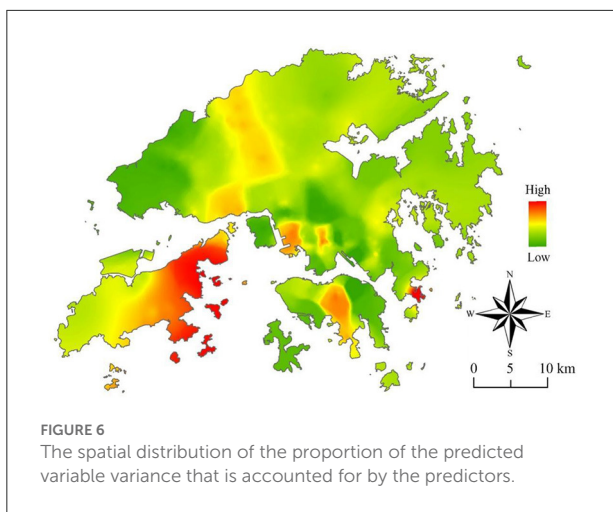 High
Low
N
W E
S
0 5 10 km
FIGURE 6
The spatial distribution of the proportion of the predicted
variable variance that is accounted for by the predictors.